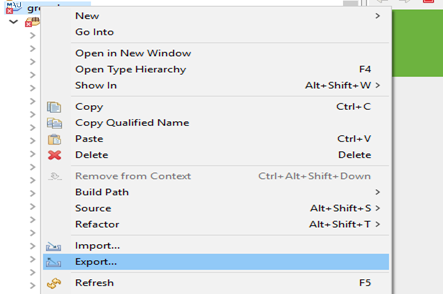 New >
Go Into
Open in New Window
Open Type Hierarchy F4
Show In Alt+Shift+W >
Copy Ctrl+C
Copy Qualified Name
Paste Ctrl+V
Delete Delete
Remove from Context Ctrl+Alt+Shift+Down
Build Path >
Source Alt+Shift+S >
Refactor Alt+Shift+T >
Import...
Export...
Refresh F5